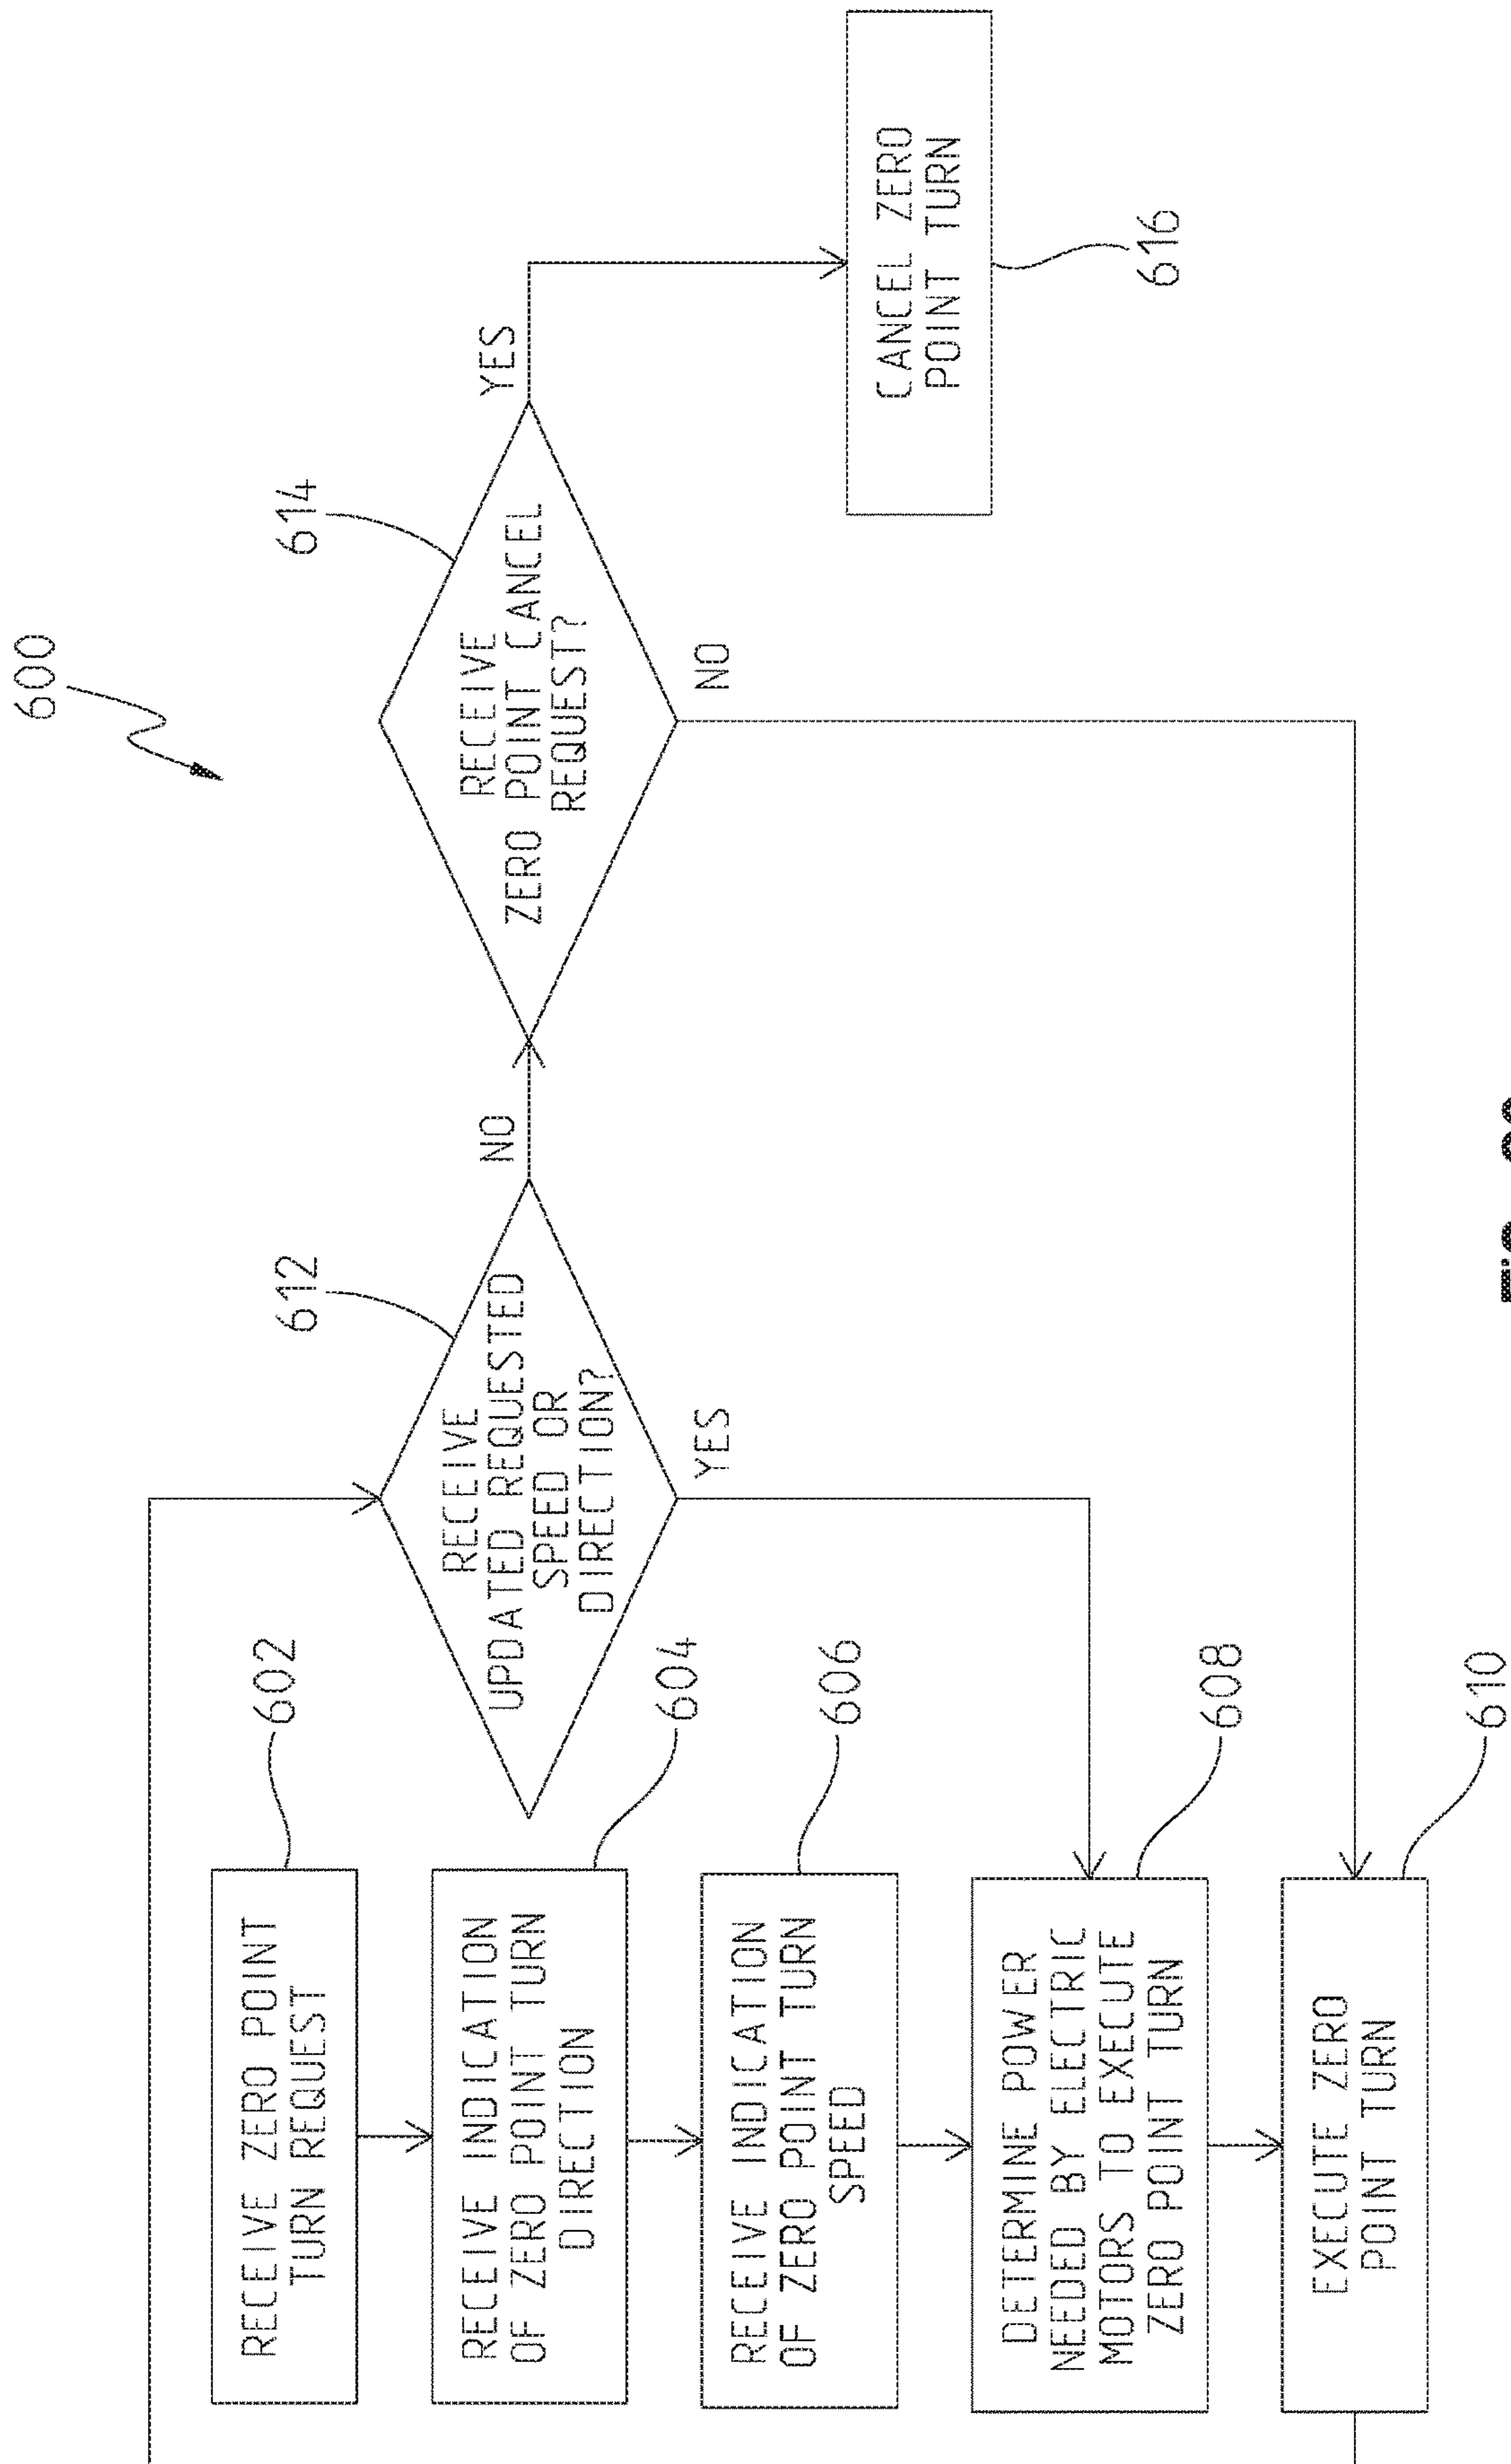 600
RECEIVE ZERO POINT
TURN REQUEST
602
RECEIVE INDICATION
OF ZERO POINT TURN
DIRECTION
604
RECEIVE INDICATION
OF ZERO POINT TURN
SPEED
606
DETERMINE POWER
NEEDED BY ELECTRIC
MOTORS TO EXECUTE
ZERO POINT TURN
608
EXECUTE ZERO
POINT TURN
610
612
RECEIVE
UPDATED REQUESTED
SPEED OR
DIRECTION?
YES
NO
614
RECEIVE
ZERO POINT CANCEL
REQUEST?
NO
YES
CANCEL ZERO
POINT TURN
616